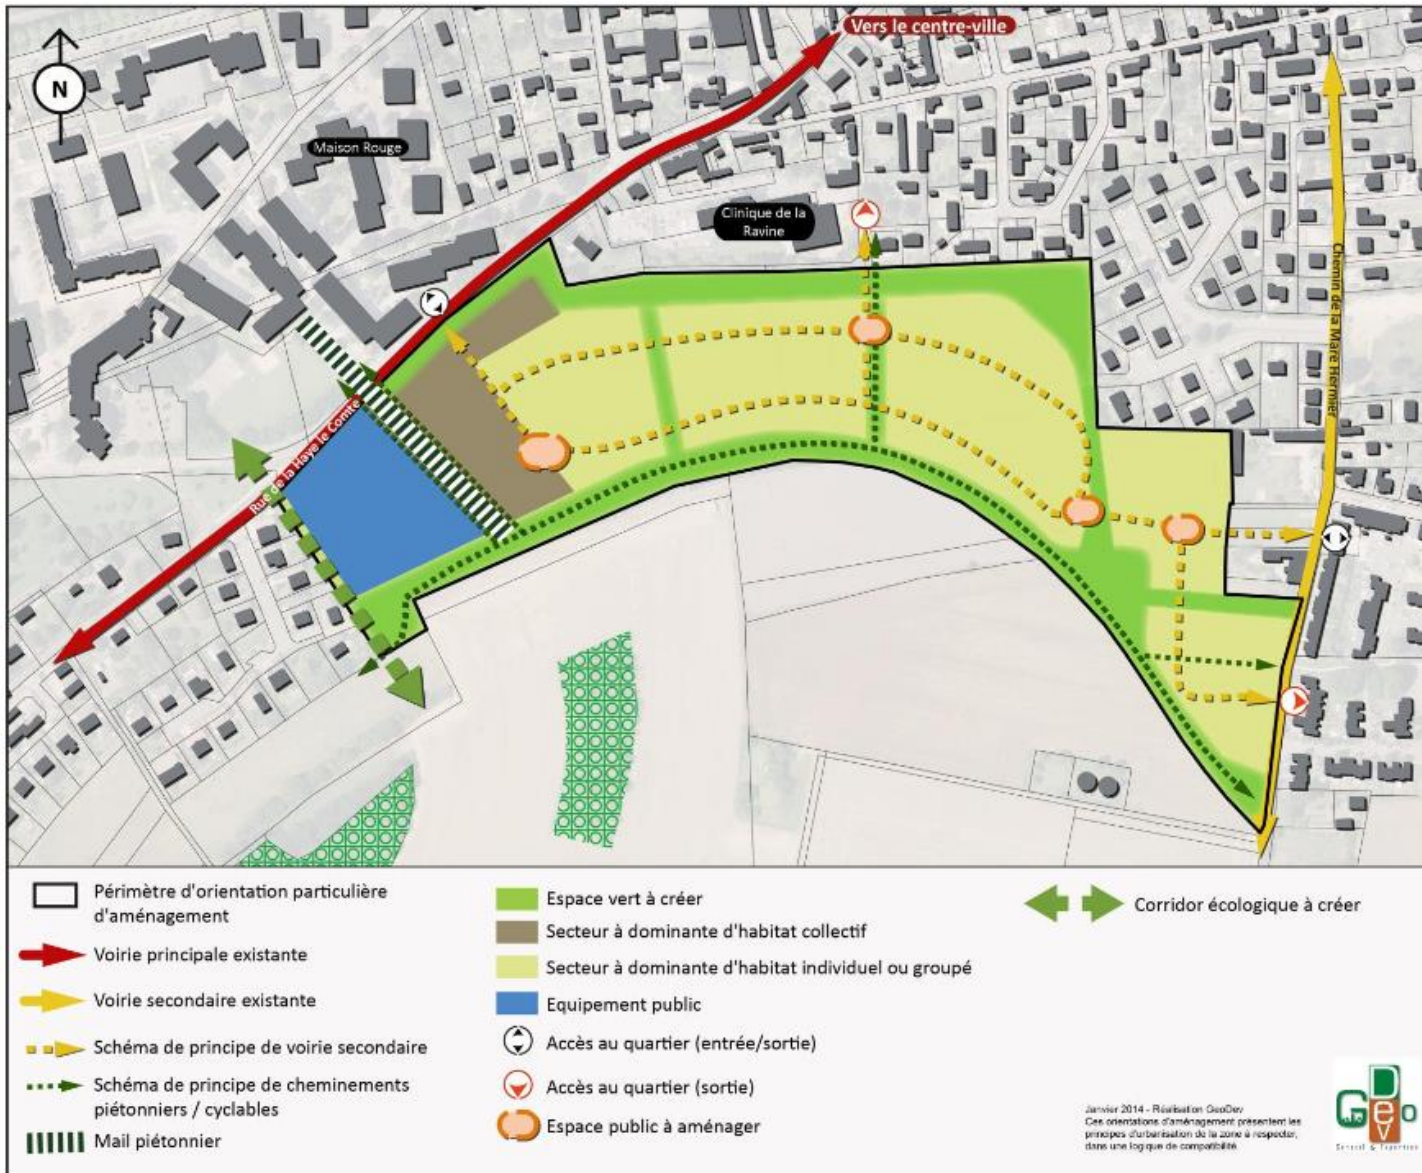 Vers le centre-ville
N
Maison Rouge
Clinique de la
Ravine
Chemin de la Mare Hermier
Rue de la Haye le Comte
Périmètre d'orientation particulière
d'aménagement
Voirie principale existante
Voirie secondaire existante
Schéma de principe de voirie secondaire
Schéma de principe de cheminements
piétonniers / cyclables
Mail piétonnier
Espace vert à créer
Secteur à dominante d'habitat collectif
Secteur à dominante d'habitat individuel ou groupé
Equipement public
Accès au quartier (entrée/sortie)
Accès au quartier (sortie)
Espace public à aménager
Corridor écologique à créer
Janvier 2014 - Réalisation GeoDev
Ces orientations d'aménagement présentent les
principes d'urbanisation de la zone à respecter,
dans une logique de compatibilité.
GeoDev